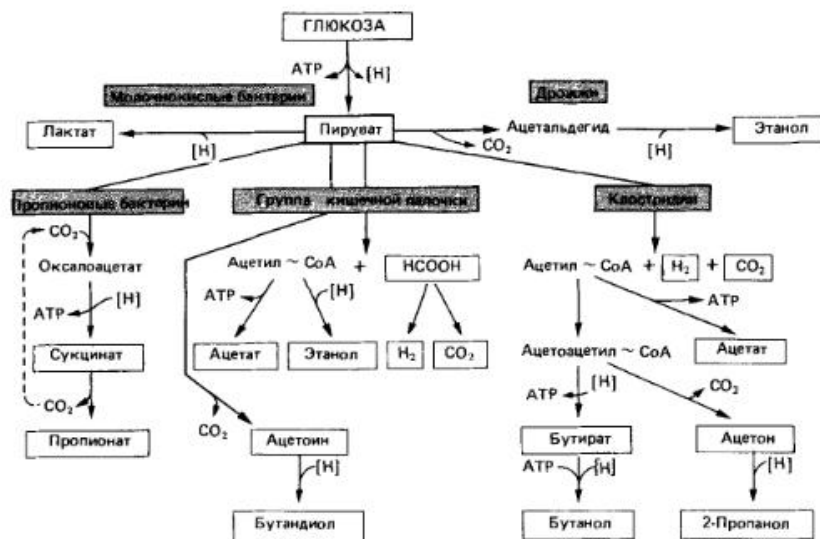 ГЛЮКОЗА
ATP [H]
Молочнокислые бактерии Дрожжи
Лактат [H] Пируват CO2 Ацетальдегид [H] Этанол
Пропионовые бактерии Группа кишечной палочки Клостридии
CO2
Оксалоацетат Ацетил ~ CoA + HCOOH Ацетил ~ CoA + H2 + CO2
ATP [H] ATP [H] ATP
Сукцинат Ацетат Этанол H2 CO2 Ацетоацетил ~ CoA Ацетат
CO2 ATP [H] CO2
Пропионат CO2 Ацетоин Бутират Ацетон
[H] ATP [H] [H]
Бутандиол Бутанол 2-Пропанол